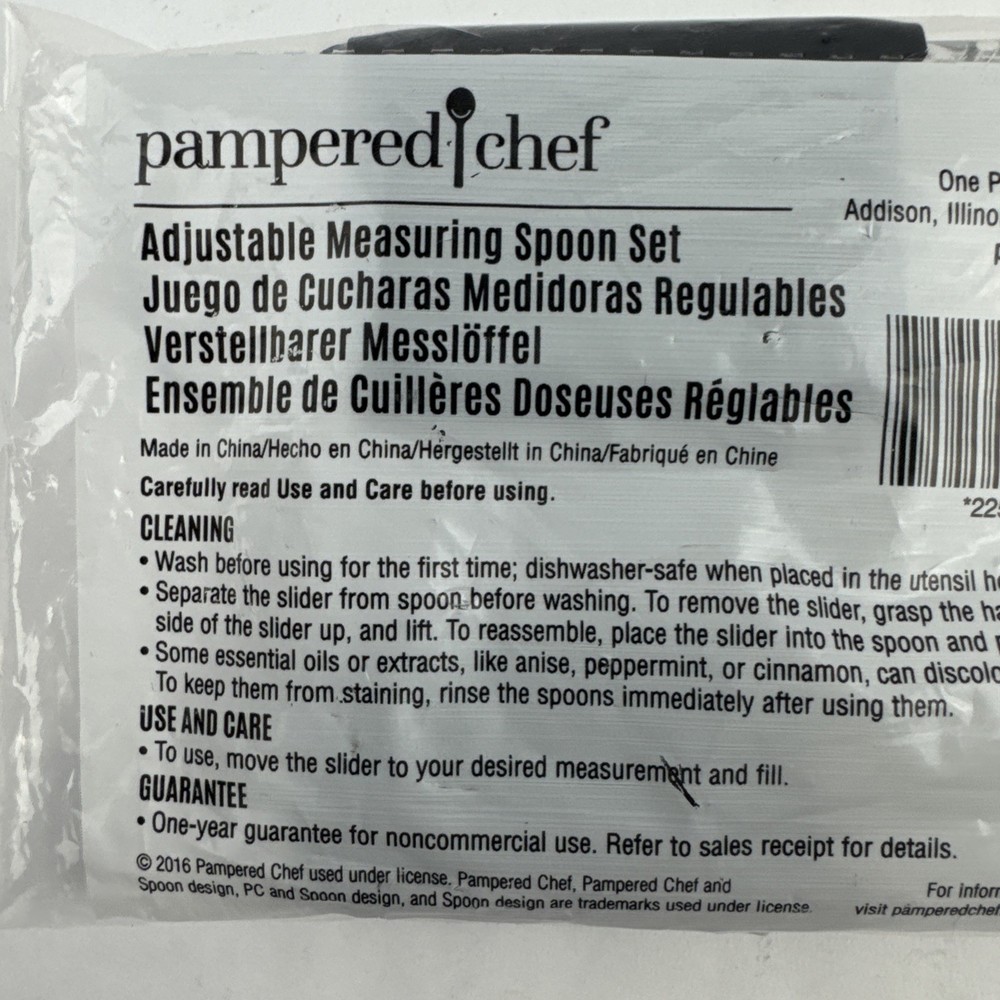 pampered chef
One P
Addison, Illino
Adjustable Measuring Spoon Set
Juego de Cucharas Medidoras Regulables
Verstellbarer Messlöffel
Ensemble de Cuillères Doseuses Réglables
Made in China/Hecho en China/Hergestellt in China/Fabriqué en Chine
*22
Carefully read Use and Care before using.
CLEANING
• Wash before using for the first time; dishwasher-safe when placed in the utensil h
• Separate the slider from spoon before washing. To remove the slider, grasp the ha
side of the slider up, and lift. To reassemble, place the slider into the spoon and
• Some essential oils or extracts, like anise, peppermint, or cinnamon, can discolo
To keep them from staining, rinse the spoons immediately after using them.
USE AND CARE
• To use, move the slider to your desired measurement and fill.
GUARANTEE
• One-year guarantee for noncommercial use. Refer to sales receipt for details.
© 2016 Pampered Chef used under license. Pampered Chef, Pampered Chef and
Spoon design, PC and Spoon design, and Spoon design are trademarks used under license.
For inform
visit pamperedchef